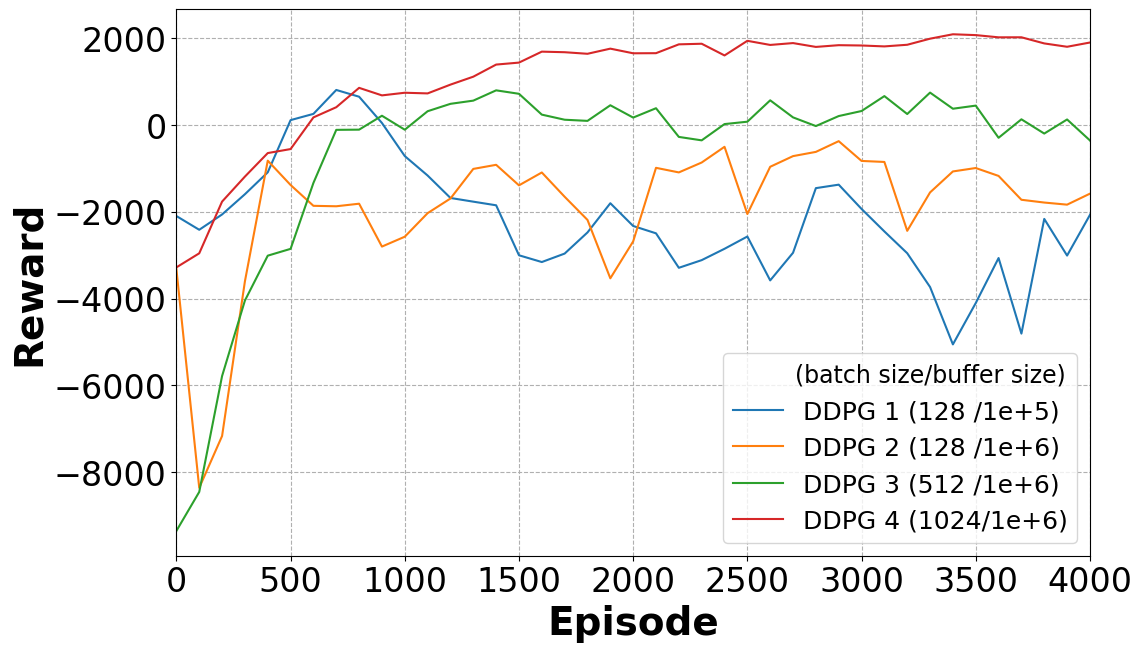 2000
0
−2000
−4000
−6000
−8000
Reward
0 500 1000 1500 2000 2500 3000 3500 4000
Episode
(batch size/buffer size)
DDPG 1 (128 /1e+5)
DDPG 2 (128 /1e+6)
DDPG 3 (512 /1e+6)
DDPG 4 (1024/1e+6)